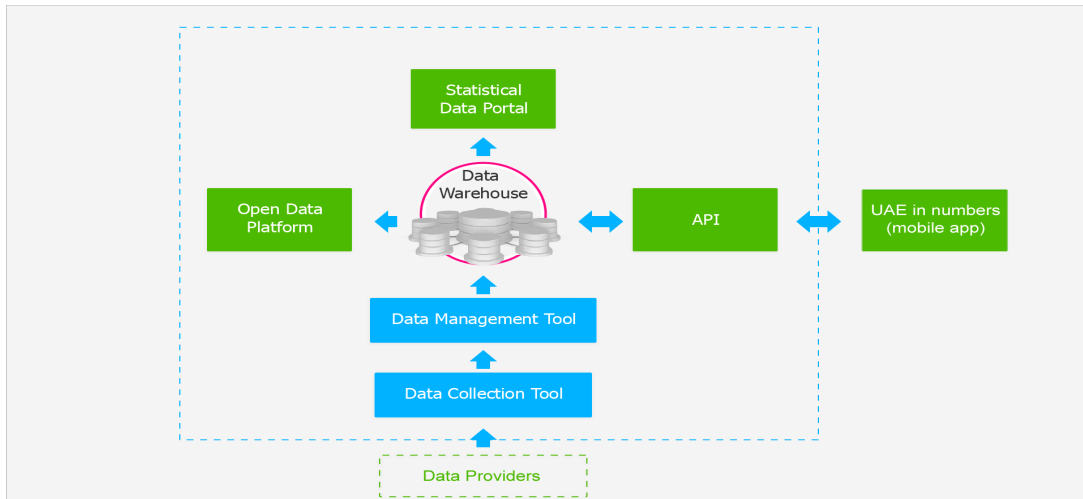 Statistical
Data Portal
Data
Warehouse
Open Data
Platform
API
UAE in numbers
(mobile app)
Data Management Tool
Data Collection Tool
Data Providers